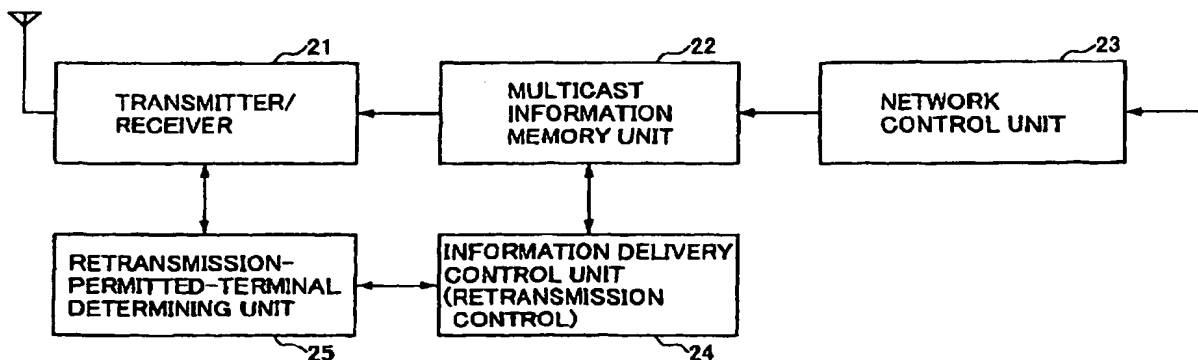 21
22
23
TRANSMITTER/
RECEIVER
MULTICAST
INFORMATION
MEMORY UNIT
NETWORK
CONTROL UNIT
RETRANSMISSION-
PERMITTED-TERMINAL
DETERMINING UNIT
INFORMATION DELIVERY
CONTROL UNIT
(RETRANSMISSION
CONTROL)
25
24